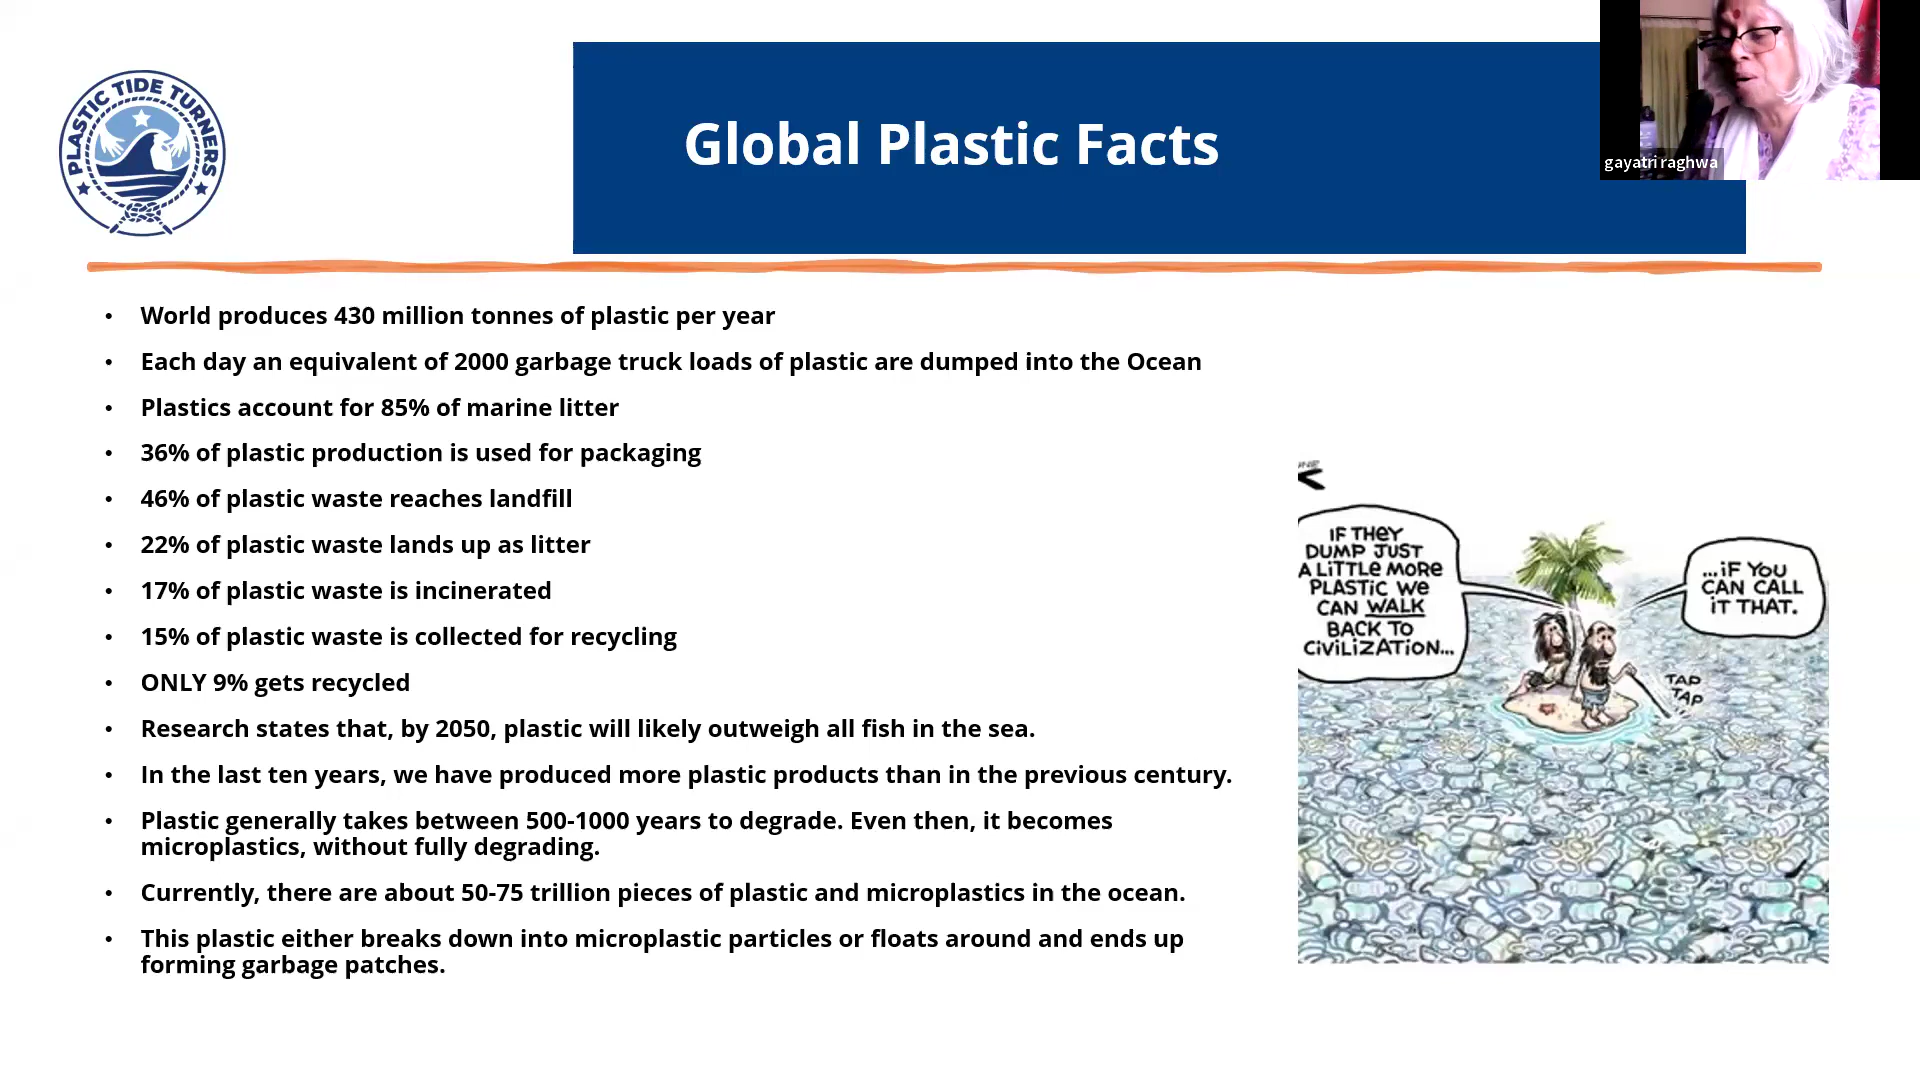 PLASTIC TIDE TURNERS
Global Plastic Facts
gayatri raghwa
• World produces 430 million tonnes of plastic per year
• Each day an equivalent of 2000 garbage truck loads of plastic are dumped into the Ocean
• Plastics account for 85% of marine litter
• 36% of plastic production is used for packaging
• 46% of plastic waste reaches landfill
• 22% of plastic waste lands up as litter
• 17% of plastic waste is incinerated
• 15% of plastic waste is collected for recycling
• ONLY 9% gets recycled
• Research states that, by 2050, plastic will likely outweigh all fish in the sea.
• In the last ten years, we have produced more plastic products than in the previous century.
• Plastic generally takes between 500-1000 years to degrade. Even then, it becomes
microplastics, without fully degrading.
• Currently, there are about 50-75 trillion pieces of plastic and microplastics in the ocean.
• This plastic either breaks down into microplastic particles or floats around and ends up
forming garbage patches.
IF THEY
DUMP JUST
A LITTLE MORE
PLASTIC WE
CAN WALK
BACK TO
CIVILIZATION...
...IF YOU
CAN CALL
IT THAT.
TAP
TAP